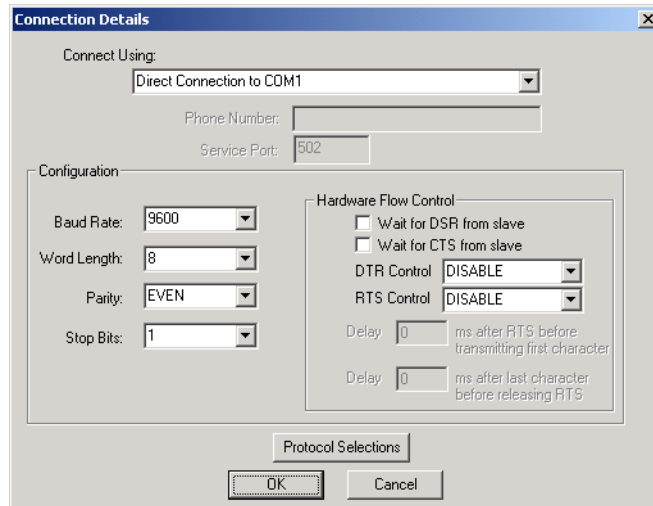 Connection Details
Connect Using:
Direct Connection to COM1
Phone Number:
Service Port: 502
Configuration
Baud Rate: 9600
Word Length: 8
Parity: EVEN
Stop Bits: 1
Hardware Flow Control
Wait for DSR from slave
Wait for CTS from slave
DTR Control DISABLE
RTS Control DISABLE
Delay 0 ms after RTS before
transmitting first character
Delay 0 ms after last character
before releasing RTS
Protocol Selections
OK Cancel